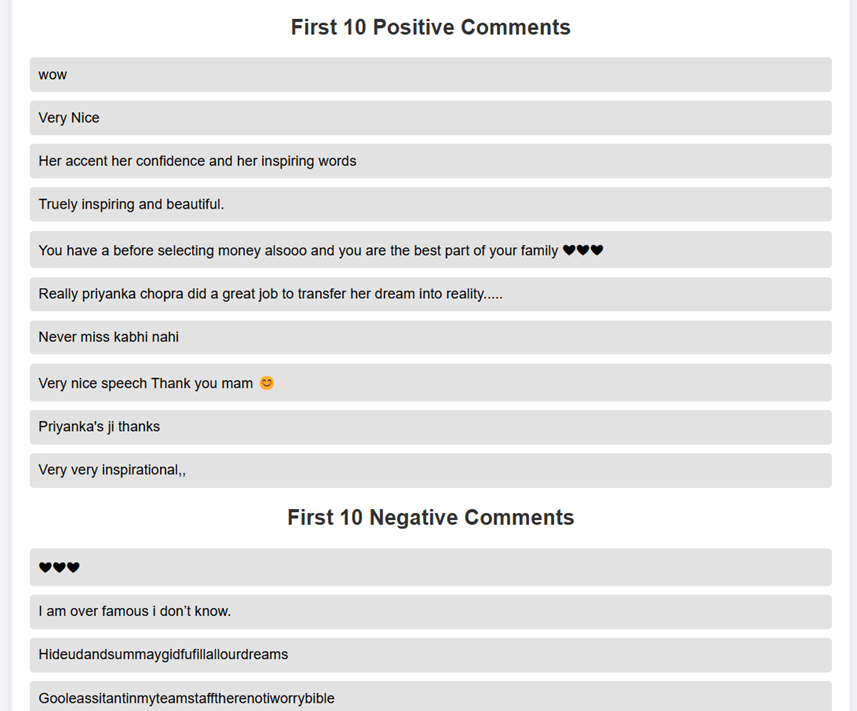 First 10 Positive Comments
wow
Very Nice
Her accent her confidence and her inspiring words
Truely inspiring and beautiful.
You have a before selecting money alsooo and you are the best part of your family 🖤🖤🖤
Really priyanka chopra did a great job to transfer her dream into reality.....
Never miss kabhi nahi
Very nice speech Thank you mam 😊
Priyanka's ji thanks
Very very inspirational,,
First 10 Negative Comments
🖤🖤🖤
I am over famous i don’t know.
Hideudandsummaygidfufillallourdreams
Gooleassitantinmyteamstafftherenotiworrybible